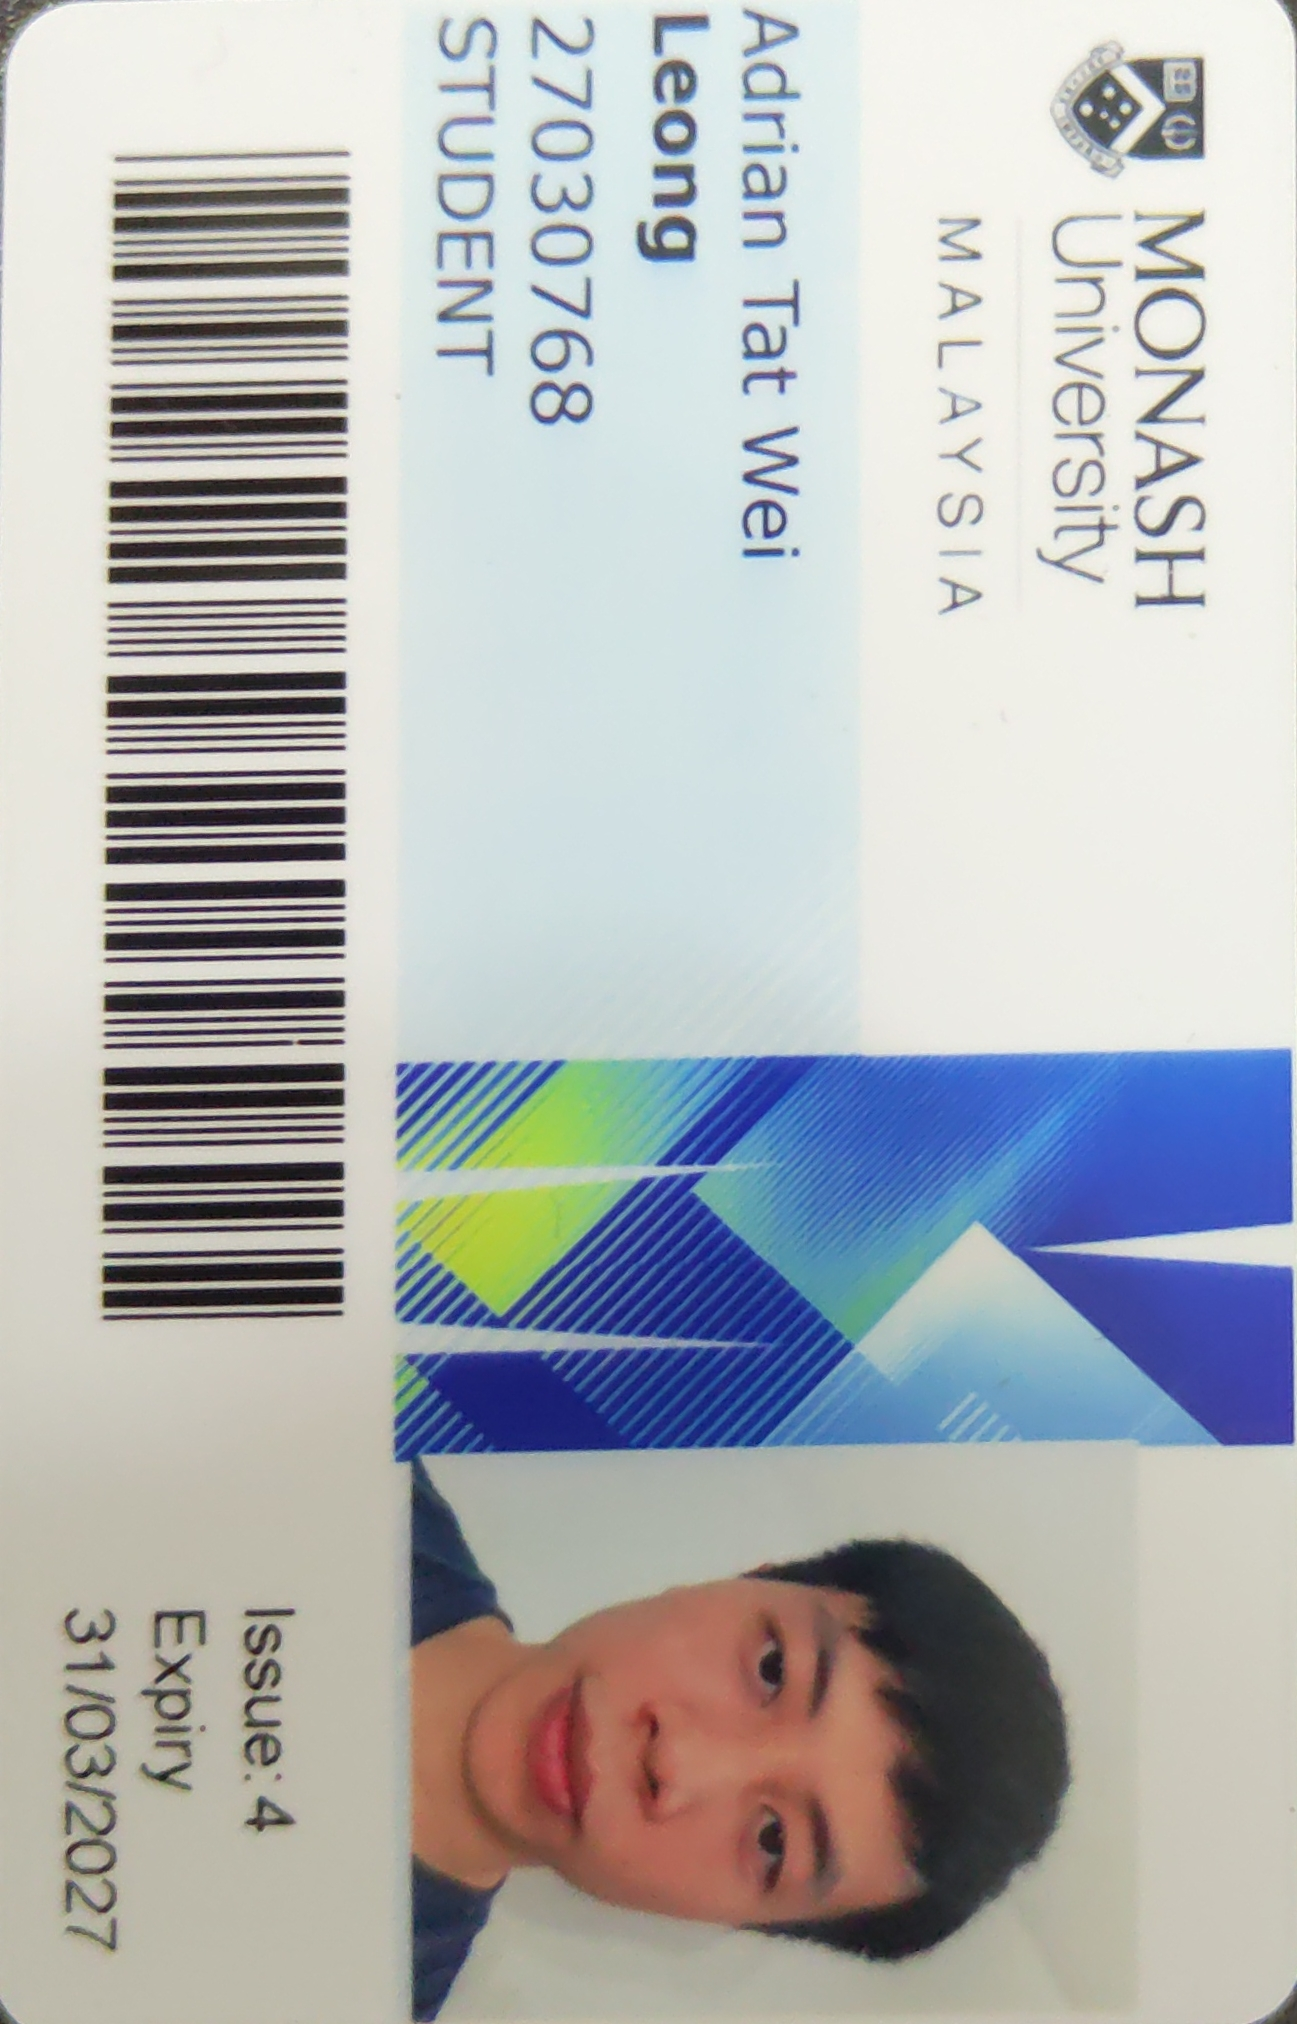 MONASH
University
MALAYSIA
Adrian Tat Wei
Leong
27030768
STUDENT
Issue: 4
Expiry
31/03/2027